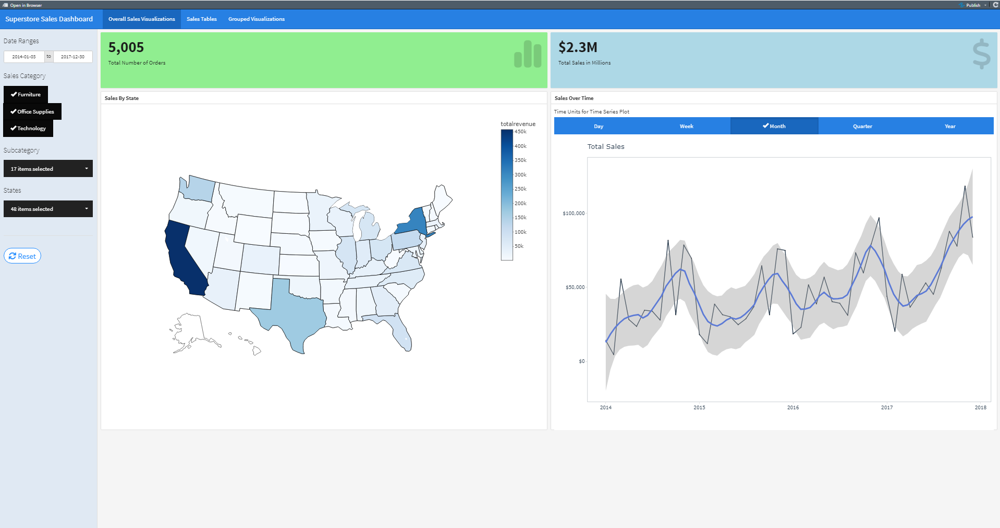 Open in Browser
Publish
Superstore Sales Dashboard
Overall Sales Visualizations
Sales Tables
Grouped Visualizations
Date Ranges
2014-01-03 to 2017-12-30
Sales Category
Furniture
Office Supplies
Technology
Subcategory
17 items selected
States
48 items selected
Reset
5,005
Total Number of Orders
$2.3M
Total Sales in Millions
$
Sales By State
totalrevenue
450k
400k
350k
300k
250k
200k
150k
100k
50k
Sales Over Time
Time Units for Time Series Plot
Day
Week
Month
Quarter
Year
Total Sales
$100,000
$50,000
$0
2014
2015
2016
2017
2018